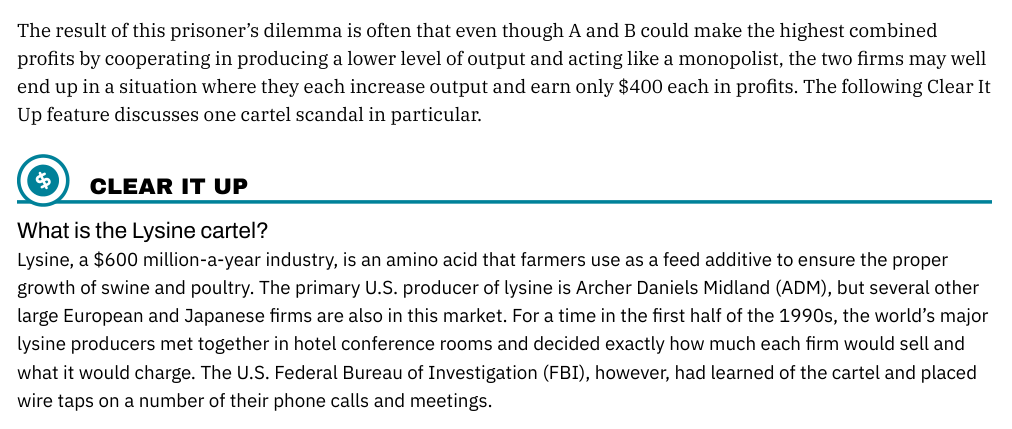 The result of this prisoner’s dilemma is often that even though A and B could make the highest combined
profits by cooperating in producing a lower level of output and acting like a monopolist, the two firms may well
end up in a situation where they each increase output and earn only $400 each in profits. The following Clear It
Up feature discusses one cartel scandal in particular.
$
CLEAR IT UP
What is the Lysine cartel?
Lysine, a $600 million-a-year industry, is an amino acid that farmers use as a feed additive to ensure the proper
growth of swine and poultry. The primary U.S. producer of lysine is Archer Daniels Midland (ADM), but several other
large European and Japanese firms are also in this market. For a time in the first half of the 1990s, the world’s major
lysine producers met together in hotel conference rooms and decided exactly how much each firm would sell and
what it would charge. The U.S. Federal Bureau of Investigation (FBI), however, had learned of the cartel and placed
wire taps on a number of their phone calls and meetings.